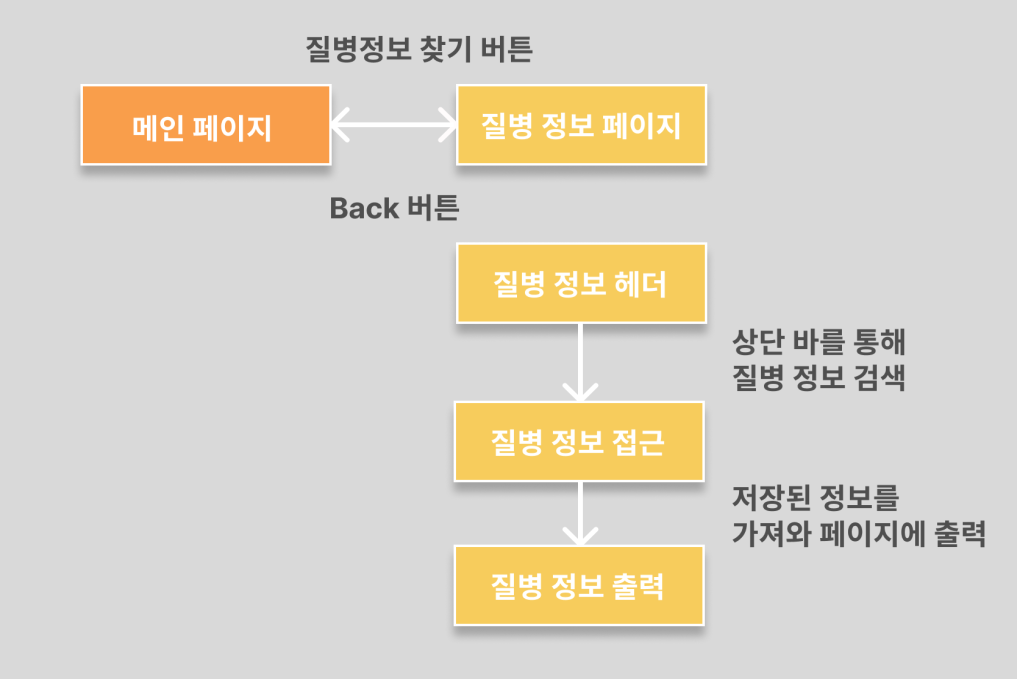 질병정보 찾기 버튼
메인 페이지
질병 정보 페이지
Back 버튼
질병 정보 헤더
상단 바를 통해
질병 정보 검색
질병 정보 접근
저장된 정보를
가져와 페이지에 출력
질병 정보 출력